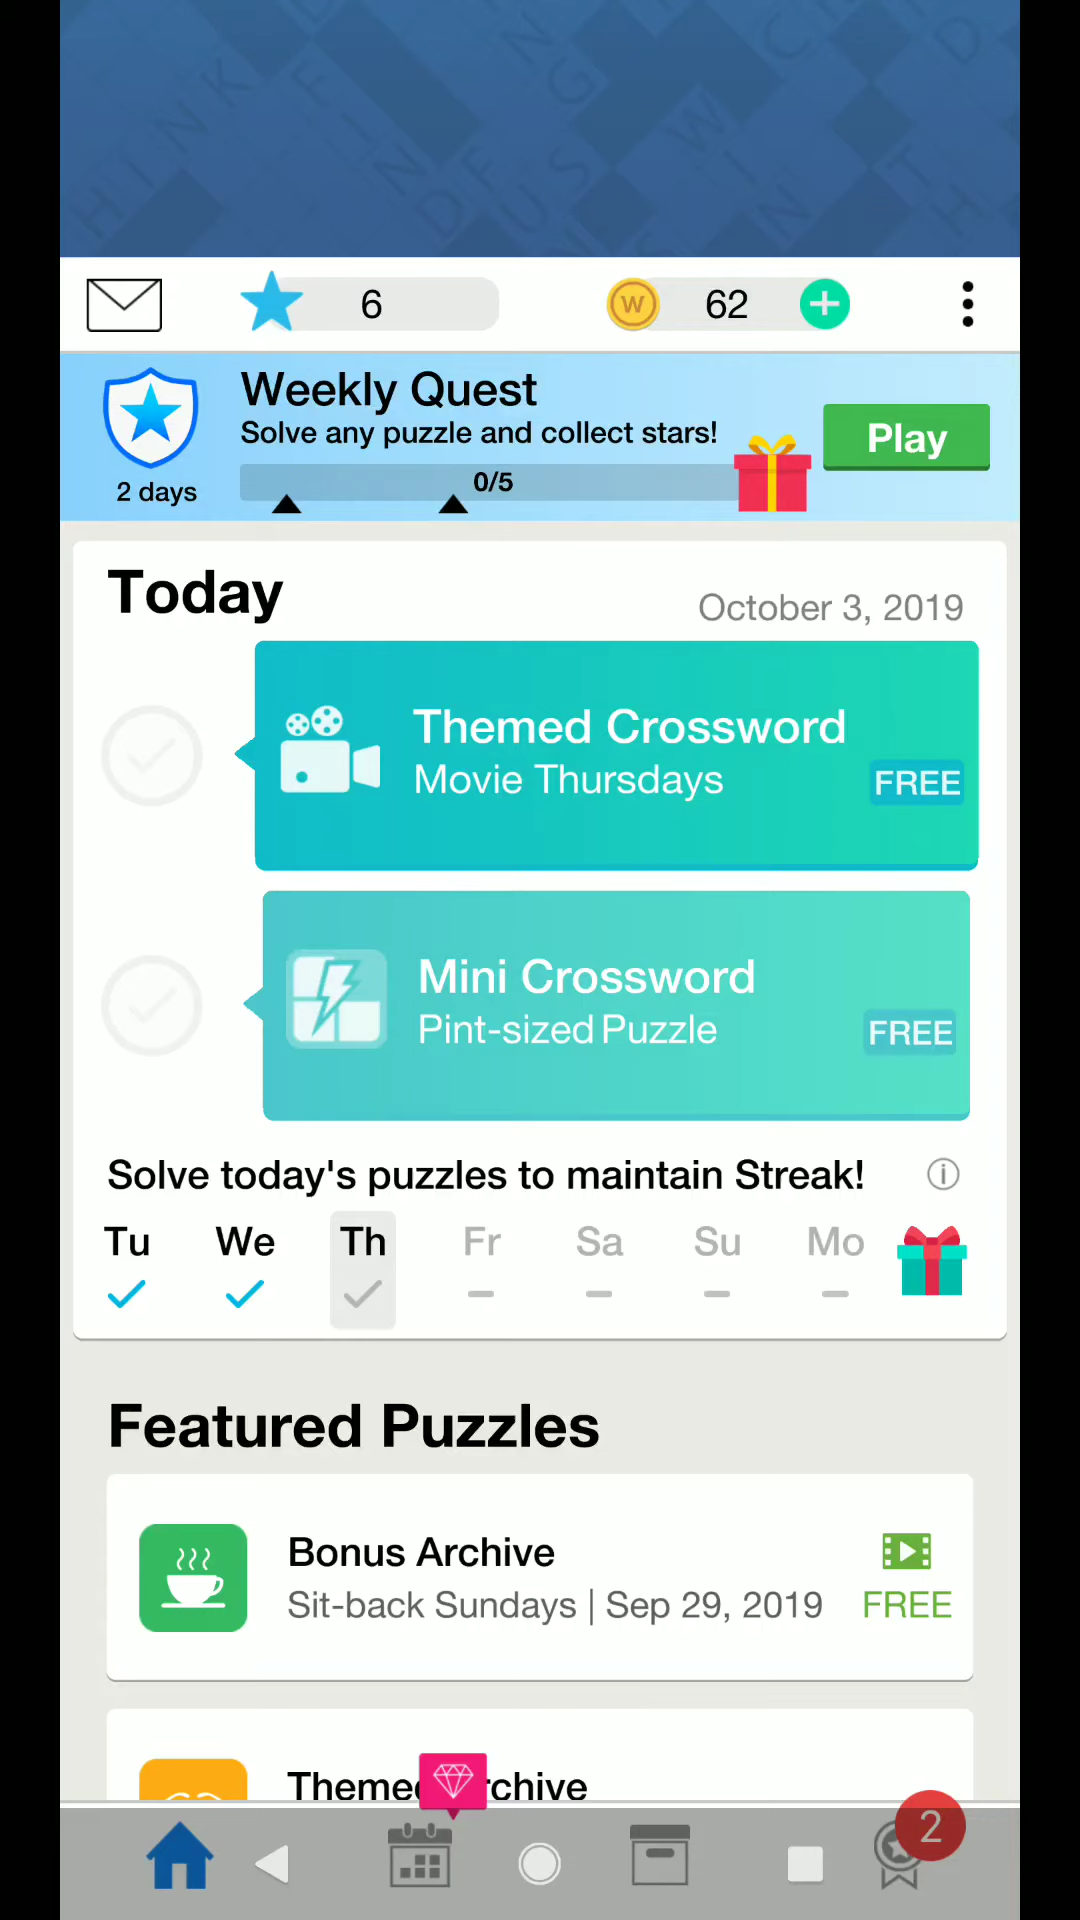 6
W
62
Weekly Quest
Solve any puzzle and collect stars!
Play
2 days
0/5
Today
October 3, 2019
Themed Crossword
Movie Thursdays
FREE
Mini Crossword
Pint-sized Puzzle
FREE
Solve today's puzzles to maintain Streak!
Tu We Th Fr Sa Su Mo
Featured Puzzles
Bonus Archive
Sit-back Sundays | Sep 29, 2019
FREE
2